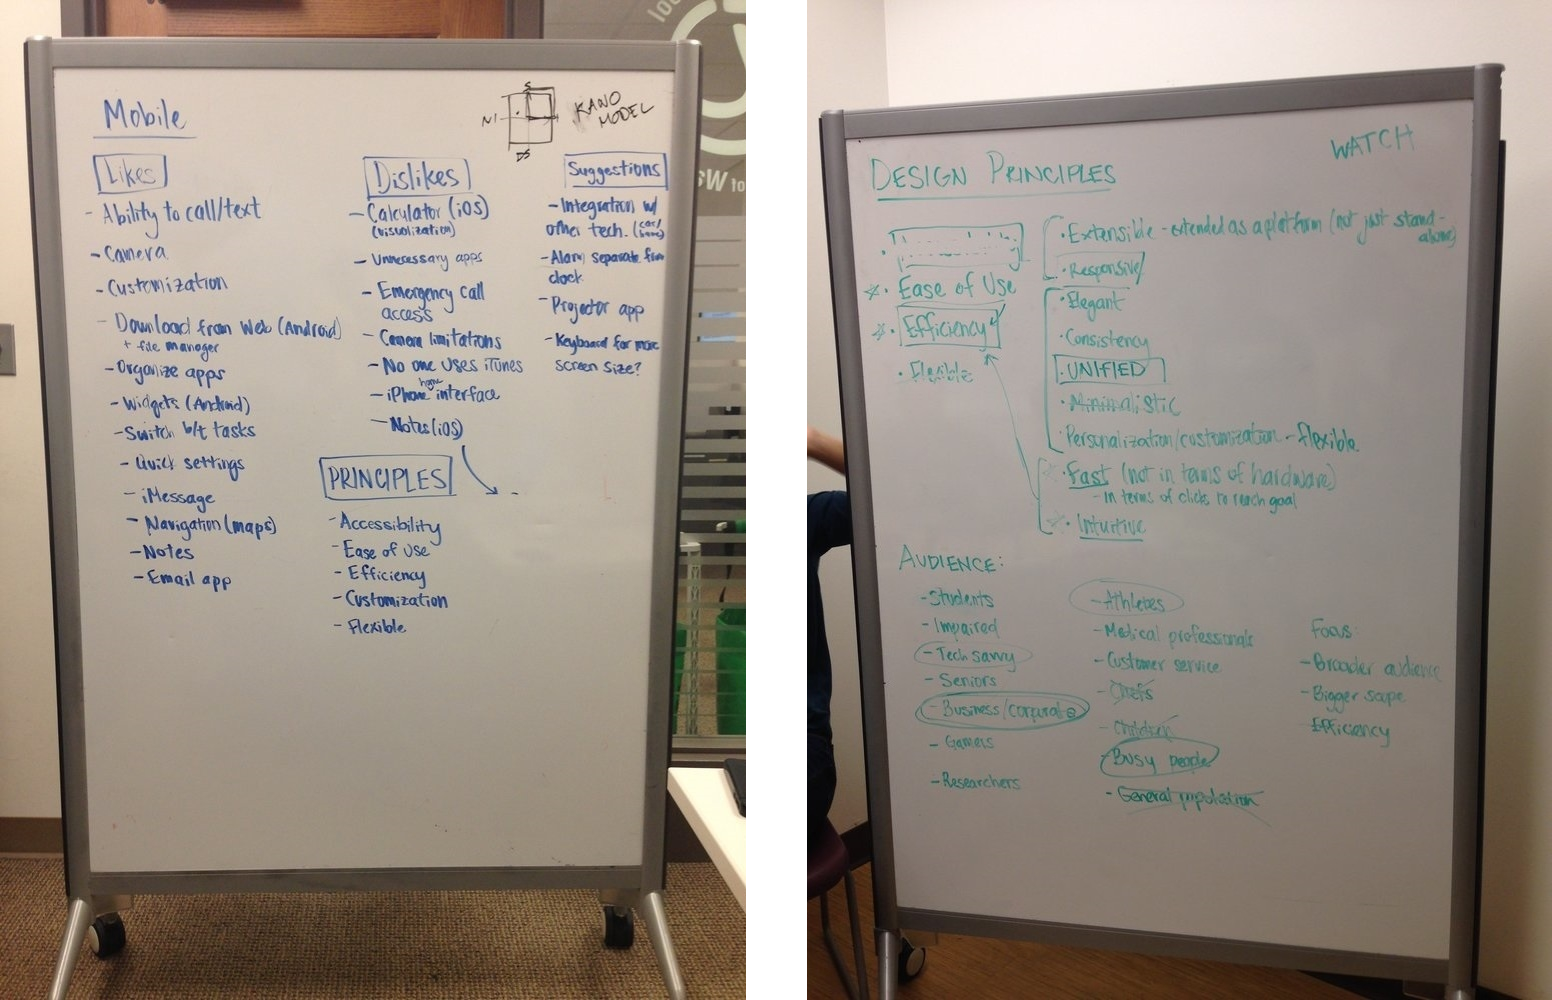 Mobile
S
NI
DS
KANO
MODEL
Likes
- Ability to call/text
- Camera
- Customization
- Download from Web (Android)
+ file manager
- Organize apps
- Widgets (Android)
- Switch b/t tasks
- Quick settings
- iMessage
- Navigation (maps)
- Notes
- Email app
Dislikes
- Calculator (iOS)
(visualization)
- Unnecessary apps
- Emergency call
access
- Camera limitations
- No one uses iTunes
- iPhone home interface
- Notes (iOS)
PRINCIPLES
- Accessibility
- Ease of Use
- Efficiency
- Customization
- Flexible
Suggestions
- Integration w/
other tech. (car/
home)
- Alarm separate from
clock
- Projector app
- Keyboard for more
screen size?
WATCH
DESIGN PRINCIPLES
· Ease of Use
· Efficiency
· Flexible
· Extensible - extended as a platform (not just stand-
alone)
· Responsive
· Elegant
· Consistency
· UNIFIED
· Minimalistic
· Personalization/customization - flexible
· Fast (not in terms of hardware)
- in terms of clicks to reach goal
· Intuitive
AUDIENCE:
- Students
- Impaired
- Tech savvy
- Seniors
- Business/corporate
- Gamers
- Researchers
- Athletes
- Medical professionals
- Customer service
- Chefs
- Children
- Busy people
- General population
Focus:
- Broader audience
- Bigger scope
- Efficiency